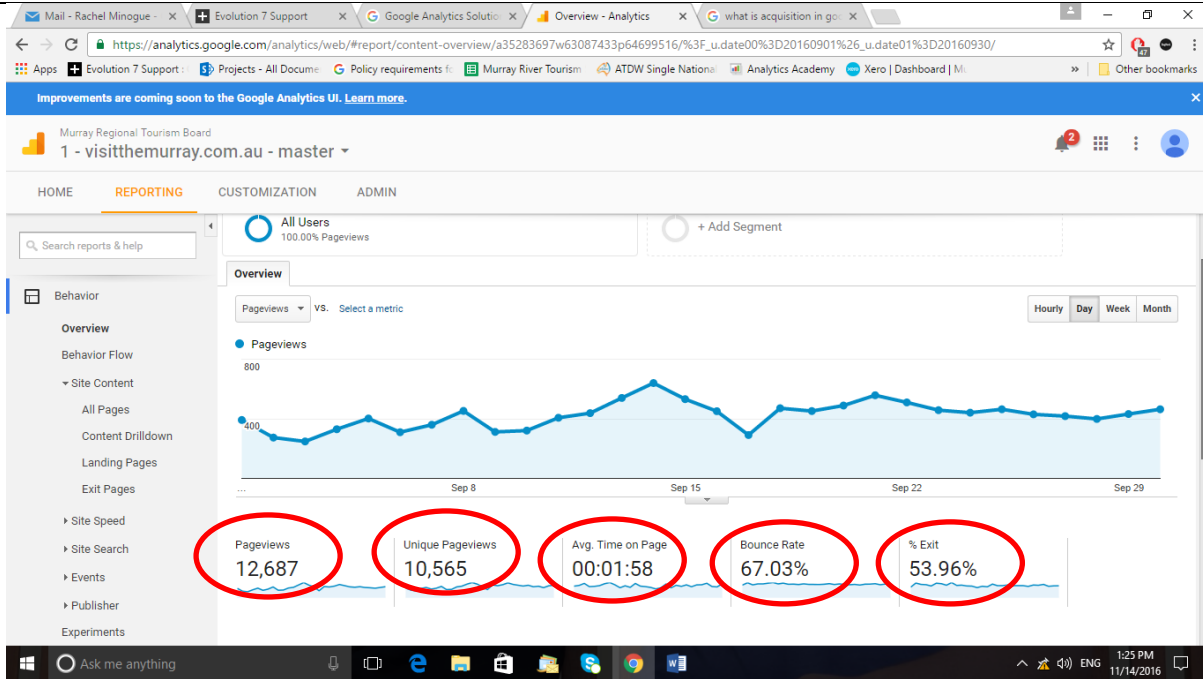 Mail - Rachel Minogue -
Evolution 7 Support
Google Analytics Solutio
Overview - Analytics
what is acquisition in goo
https://analytics.google.com/analytics/web/#report/content-overview/a35283697w63087433p64699516/%3F_u.date00%3D20160901%26_u.date01%3D20160930/
47
Apps
Evolution 7 Support :
Projects - All Docume
Policy requirements fo
Murray River Tourism
ATDW Single National
Analytics Academy
Xero | Dashboard | Mu
»
Other bookmarks
Improvements are coming soon to the Google Analytics UI. Learn more.
Murray Regional Tourism Board
1 - visitthemurray.com.au - master
2
HOME REPORTING CUSTOMIZATION ADMIN
Search reports & help
All Users
100.00% Pageviews
+ Add Segment
Behavior
Overview
Behavior Flow
Site Content
All Pages
Content Drilldown
Landing Pages
Exit Pages
Site Speed
Site Search
Events
Publisher
Experiments
Overview
Pageviews VS. Select a metric
Hourly Day Week Month
Pageviews
800
400
... Sep 8 Sep 15 Sep 22 Sep 29
Pageviews
12,687
Unique Pageviews
10,565
Avg. Time on Page
00:01:58
Bounce Rate
67.03%
% Exit
53.96%
Ask me anything
ENG
1:25 PM
11/14/2016